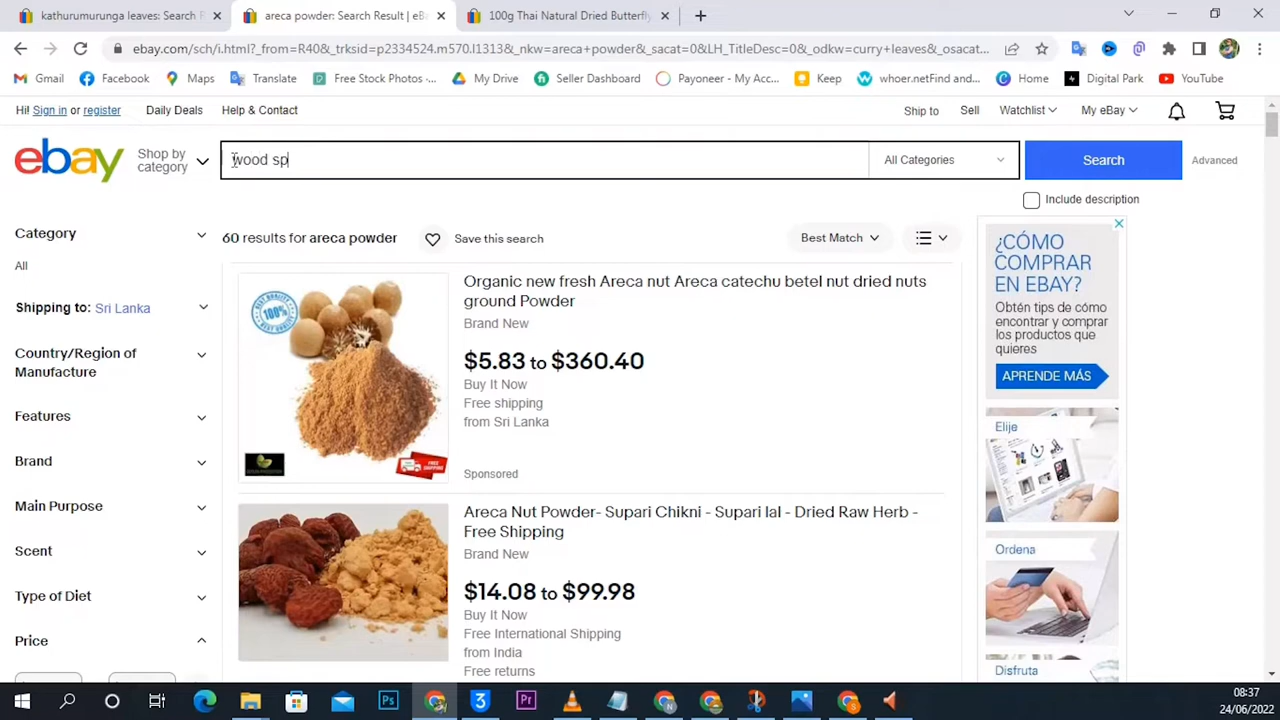 kathurumurunga leaves: Search R
areca powder: Search Result | eB
100g Thai Natural Dried Butterfly
ebay.com/sch/i.html?_from=R40&_trksid=p2334524.m570.l1313&_nkw=areca+powder&_sacat=0&LH_TitleDesc=0&_odkw=curry+leaves&_osacat...
Gmail Facebook Maps Translate Free Stock Photos -... My Drive Seller Dashboard Payoneer - My Acc... Keep whoer.netFind and... Home Digital Park YouTube
Hi! Sign in or register Daily Deals Help & Contact Ship to Sell Watchlist My eBay
ebay Shop by
category
wood sp All Categories Search Advanced
Include description
Category
All
Shipping to: Sri Lanka
Country/Region of
Manufacture
Features
Brand
Main Purpose
Scent
Type of Diet
Price
60 results for areca powder Save this search Best Match
BEST QUALITY
100%
Organic new fresh Areca nut Areca catechu betel nut dried nuts
ground Powder
Brand New
$5.83 to $360.40
Buy It Now
Free shipping
from Sri Lanka
Sponsored
Areca Nut Powder- Supari Chikni - Supari lal - Dried Raw Herb -
Free Shipping
Brand New
$14.08 to $99.98
Buy It Now
Free International Shipping
from India
Free returns
¿CÓMO
COMPRAR
EN EBAY?
Obtén tips de cómo
encontrar y comprar
los productos que
quieres
APRENDE MÁS
Elije
Ordena
Disfruta
Ps
Pr
08:37
24/06/2022